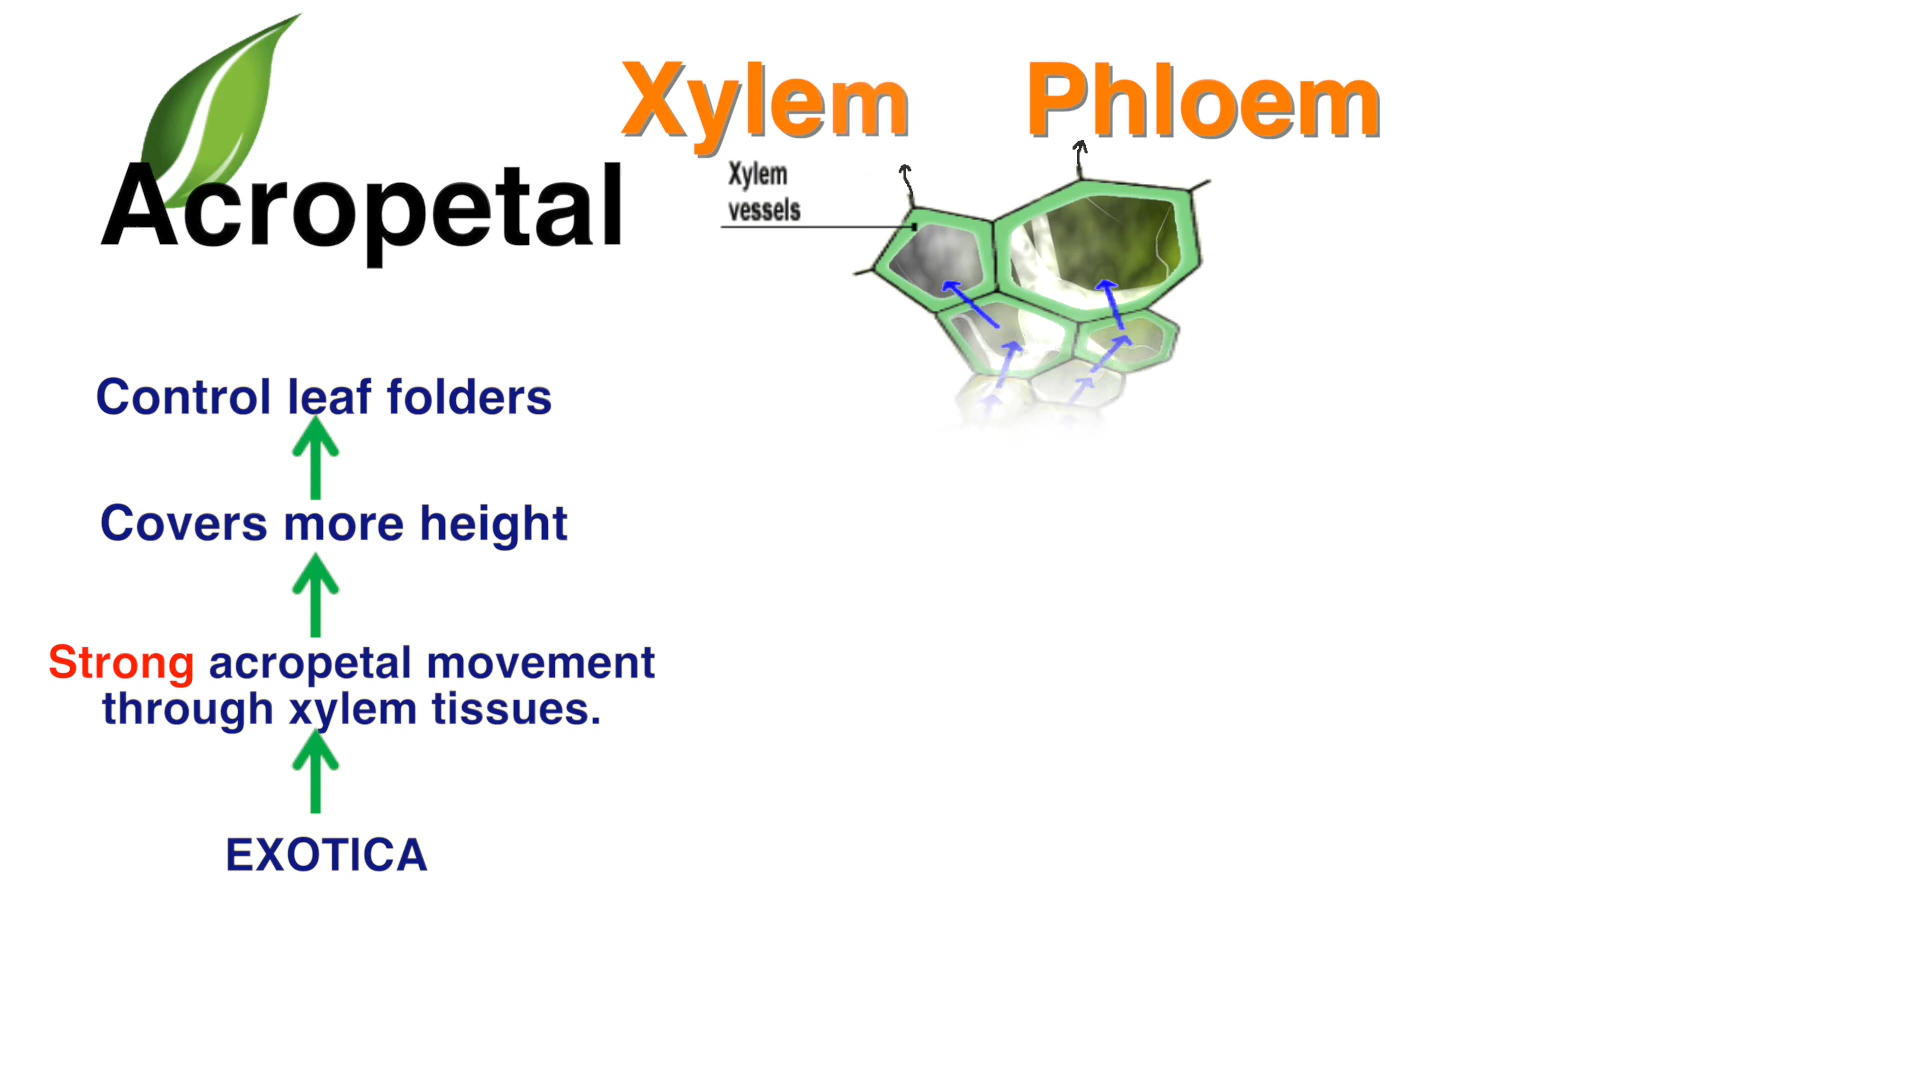 Xylem Phloem
Acropetal
Xylem
vessels
Control leaf folders
Covers more height
Strong acropetal movement
through xylem tissues.
EXOTICA